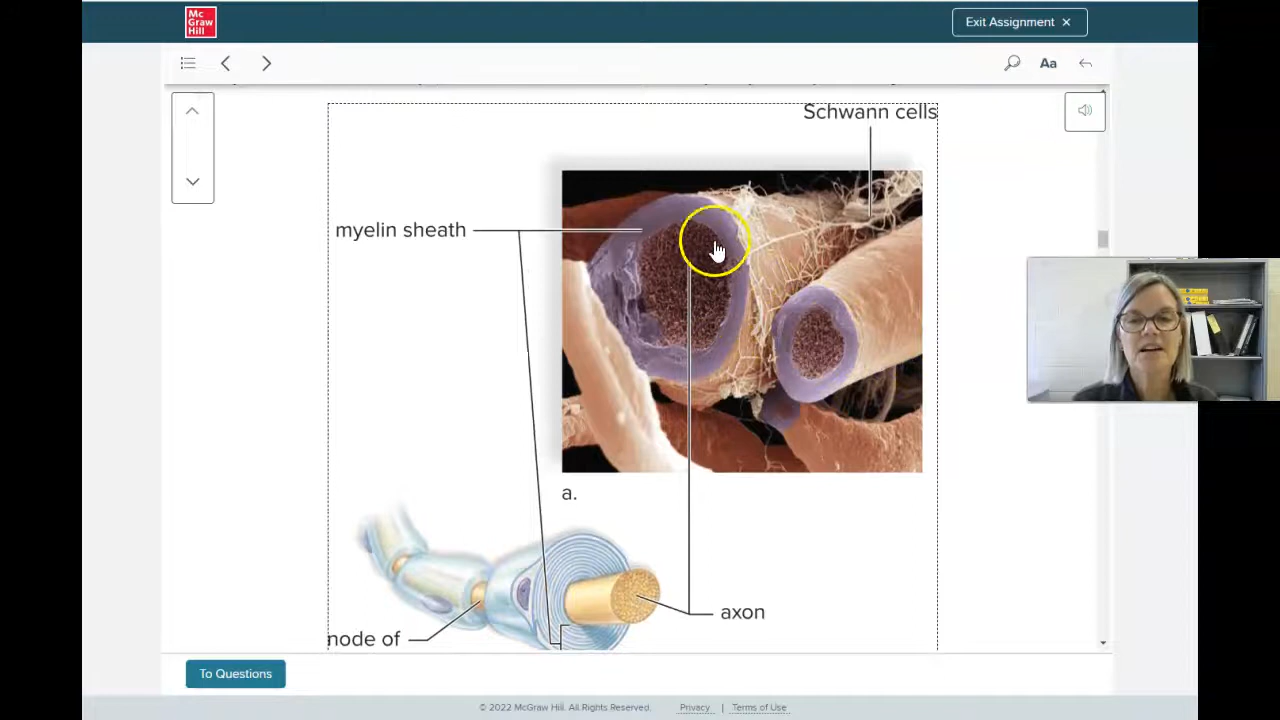 Mc
Graw
Hill
Exit Assignment ×
Aa
Schwann cells
myelin sheath
a.
axon
node of
To Questions
© 2022 McGraw Hill. All Rights Reserved.
Privacy | Terms of Use